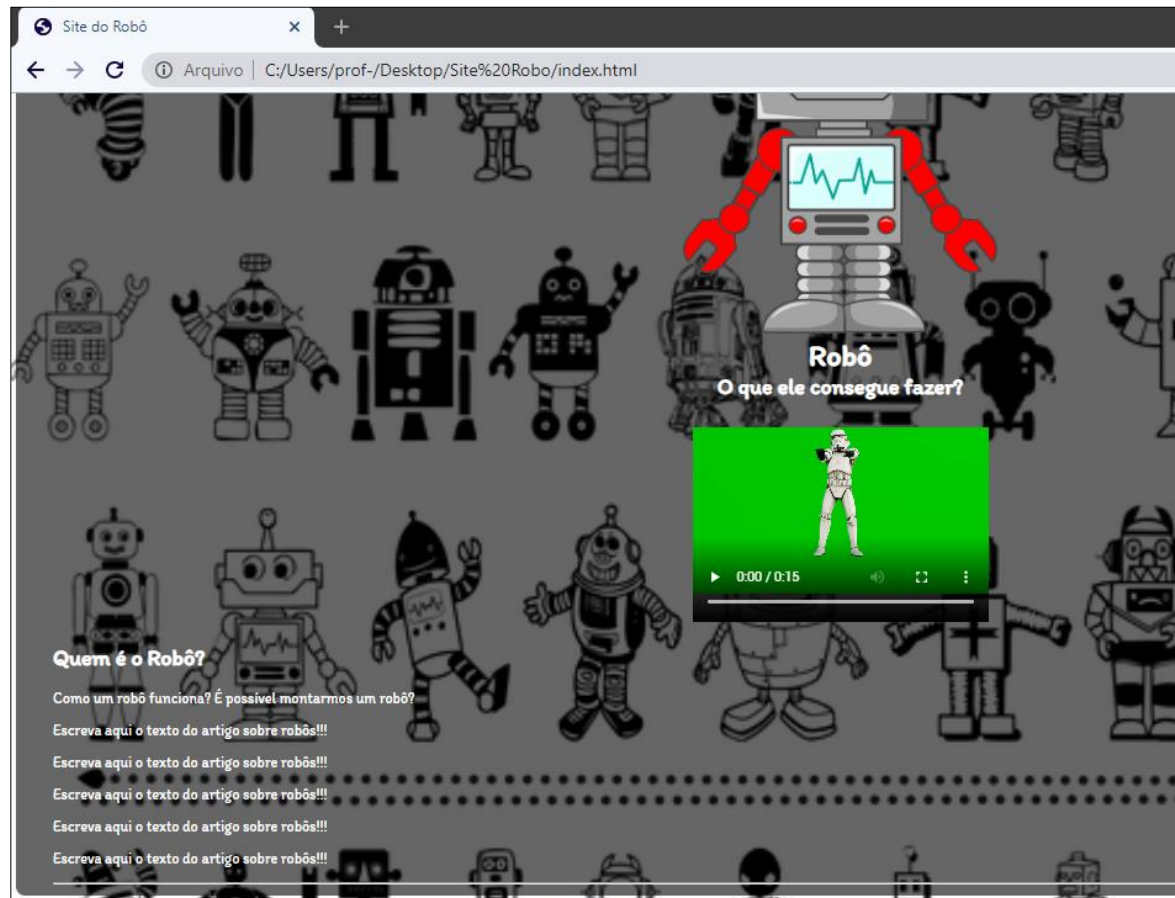 Site do Robô
Arquivo | C:/Users/prof-/Desktop/Site%20Robo/index.html
Robô
O que ele consegue fazer?
0:00 / 0:15
Quem é o Robô?
Como um robô funciona? É possível montarmos um robô?
Escreva aqui o texto do artigo sobre robôs!!!
Escreva aqui o texto do artigo sobre robôs!!!
Escreva aqui o texto do artigo sobre robôs!!!
Escreva aqui o texto do artigo sobre robôs!!!
Escreva aqui o texto do artigo sobre robôs!!!